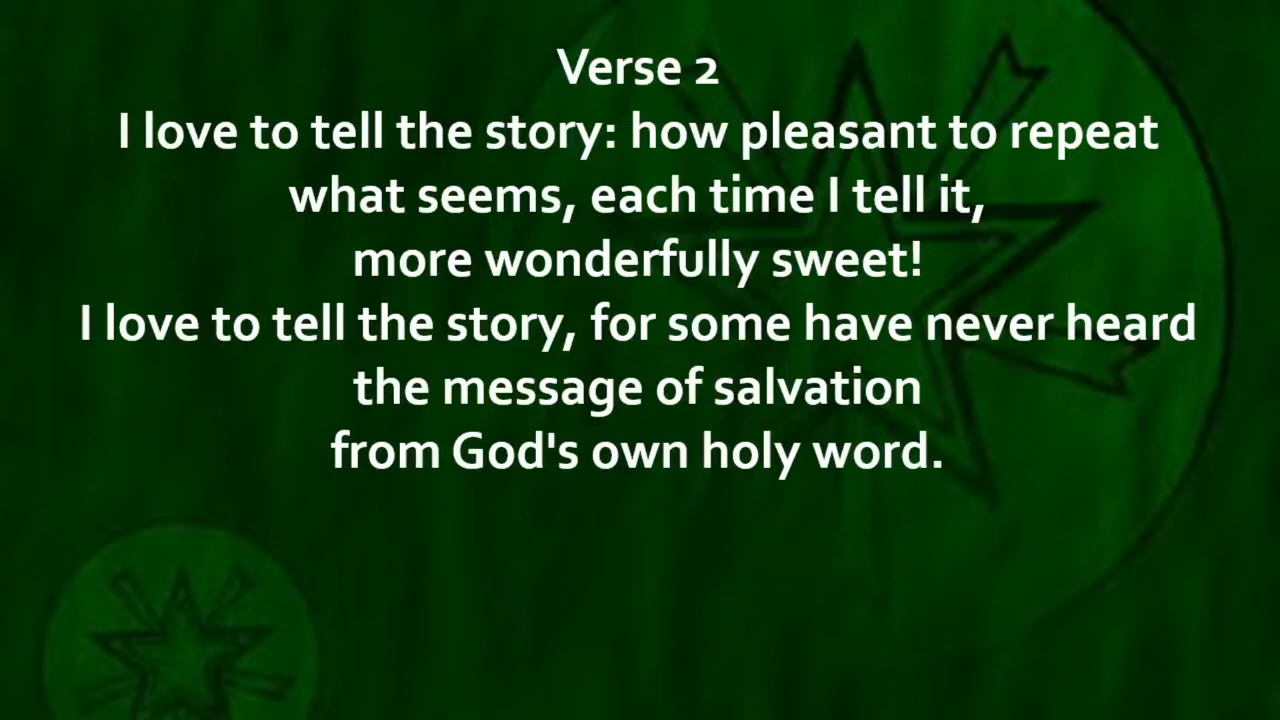 Verse 2
I love to tell the story: how pleasant to repeat
what seems, each time I tell it,
more wonderfully sweet!
I love to tell the story, for some have never heard
the message of salvation
from God's own holy word.